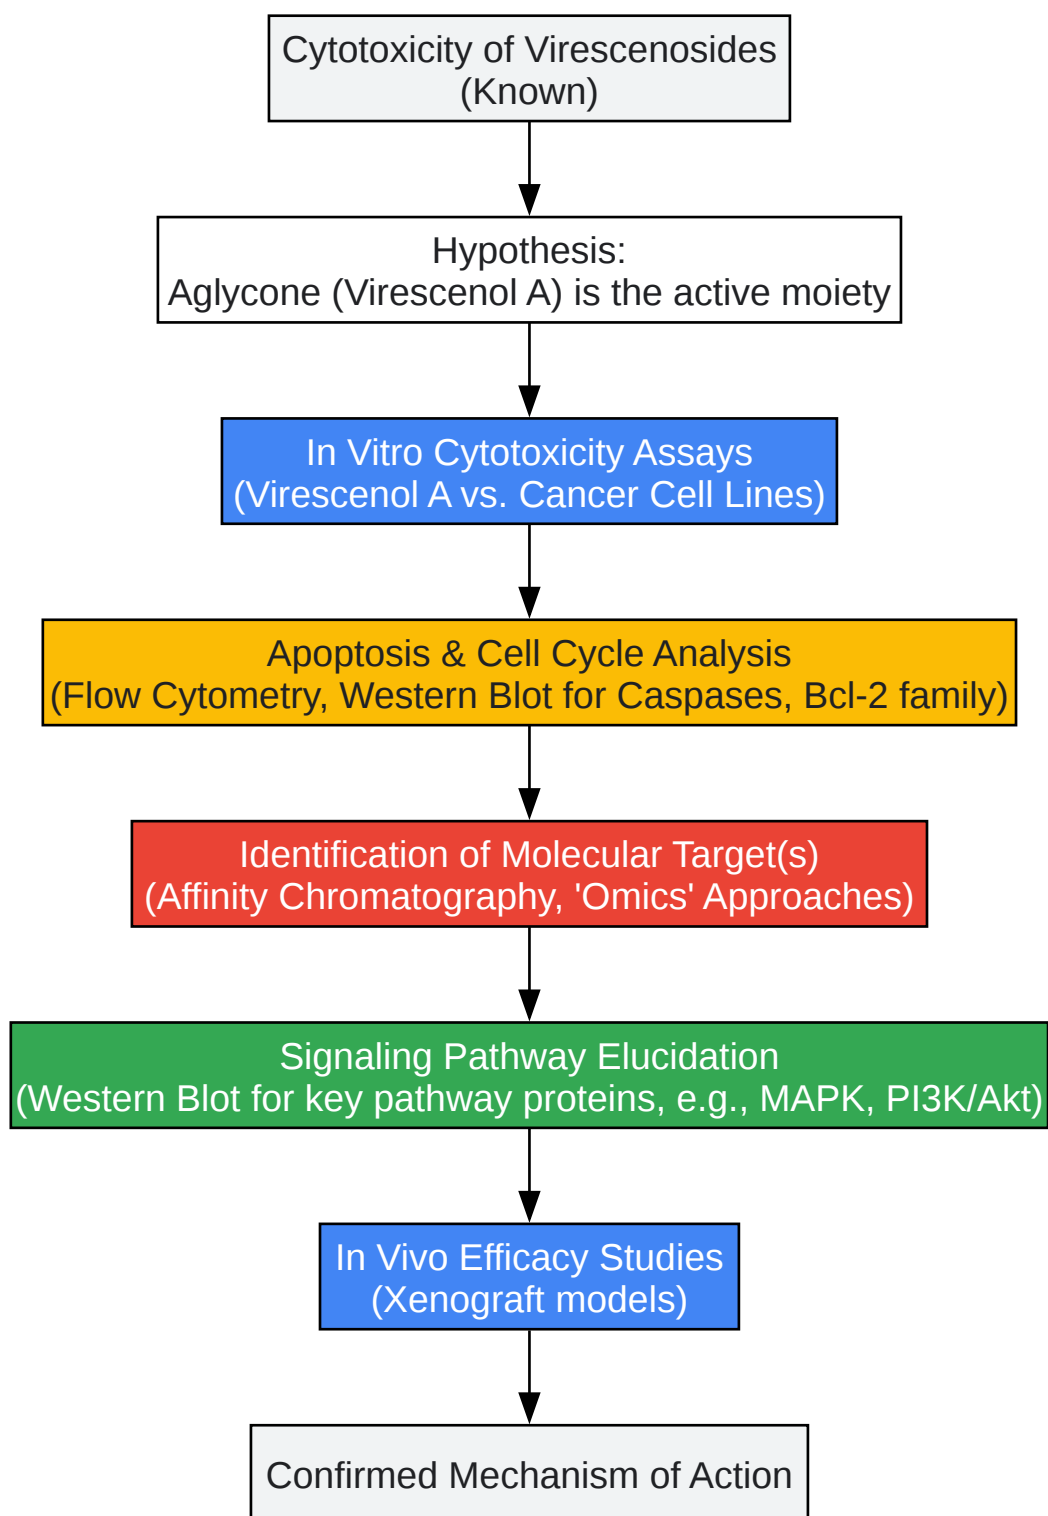 Cytotoxicity of Virescenosides
(Known)
Hypothesis:
Aglycone (Virescenol A) is the active moiety
In Vitro Cytotoxicity Assays
(Virescenol A vs. Cancer Cell Lines)
Apoptosis & Cell Cycle Analysis
(Flow Cytometry, Western Blot for Caspases, Bcl-2 family)
Identification of Molecular Target(s)
(Affinity Chromatography, 'Omics' Approaches)
Signaling Pathway Elucidation
(Western Blot for key pathway proteins, e.g., MAPK, PI3K/Akt)
In Vivo Efficacy Studies
(Xenograft models)
Confirmed Mechanism of Action